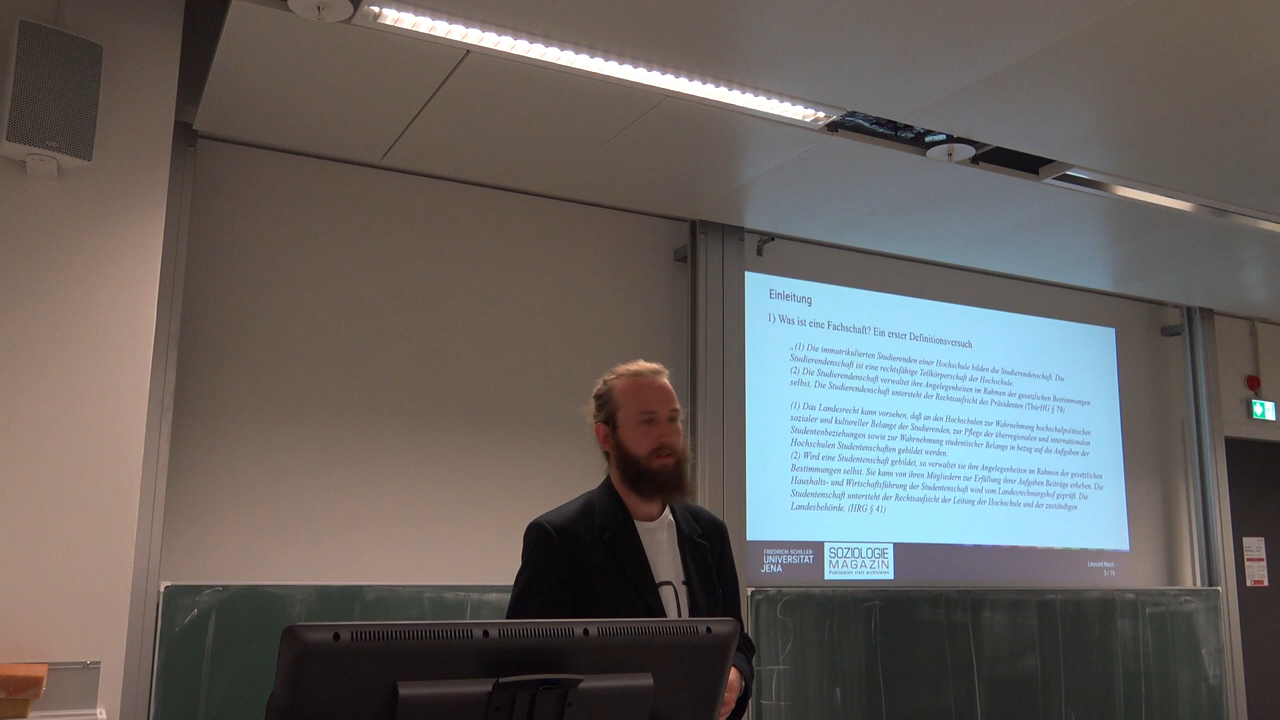 Einleitung
1) Was ist eine Fachschaft? Ein erster Definitionsversuch
„(1) Die immatrikulierten Studierenden einer Hochschule bilden die Studierendenschaft. Die
Studierendenschaft ist eine rechtsfähige Teilkörperschaft der Hochschule.
(2) Die Studierendenschaft verwaltet ihre Angelegenheiten im Rahmen der gesetzlichen Bestimmungen
selbst. Die Studierendenschaft untersteht der Rechtsaufsicht des Präsidenten (ThürHG § 79)
(1) Das Landesrecht kann vorsehen, daß an den Hochschulen zur Wahrnehmung hochschulpolitischer,
sozialer und kultureller Belange der Studierenden, zur Pflege der überregionalen und internationalen
Studentenbeziehungen sowie zur Wahrnehmung studentischer Belange in bezug auf die Aufgaben der
Hochschulen Studentenschaften gebildet werden.
(2) Wird eine Studentenschaft gebildet, so verwaltet sie ihre Angelegenheiten im Rahmen der gesetzlichen
Bestimmungen selbst. Sie kann von ihren Mitgliedern zur Erfüllung ihrer Aufgaben Beiträge erheben. Die
Haushalts- und Wirtschaftsführung der Studentenschaft wird vom Landesrechnungshof geprüft. Die
Studentenschaft untersteht der Rechtsaufsicht der Leitung der Hochschule und der zuständigen
Landesbehörde. (HRG § 41)
FRIEDRICH-SCHILLER-
UNIVERSITÄT
JENA
SOZIOLOGIE
MAGAZIN
Publizieren statt archivieren
Leonard
3 / 19